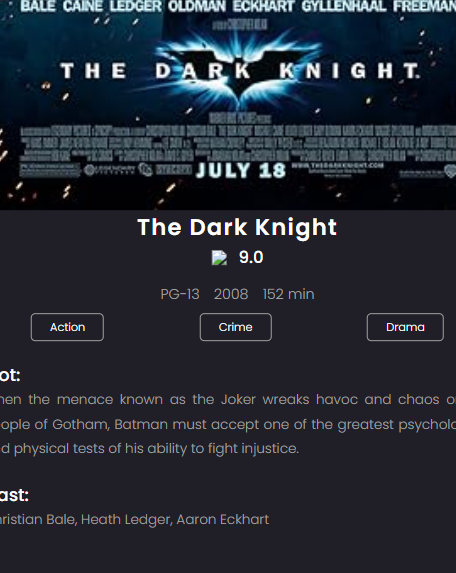 BALE CAINE LEDGER OLDMAN ECKHART GYLLENHAAL FREEMAN
THE DARK KNIGHT.
JULY 18
WWW.THEDARKKNIGHT.COM
The Dark Knight
9.0
PG-13 2008 152 min
Action Crime Drama
ot:
hen the menace known as the Joker wreaks havoc and chaos o
ople of Gotham, Batman must accept one of the greatest psycholo
d physical tests of his ability to fight injustice.
ast:
ristian Bale, Heath Ledger, Aaron Eckhart